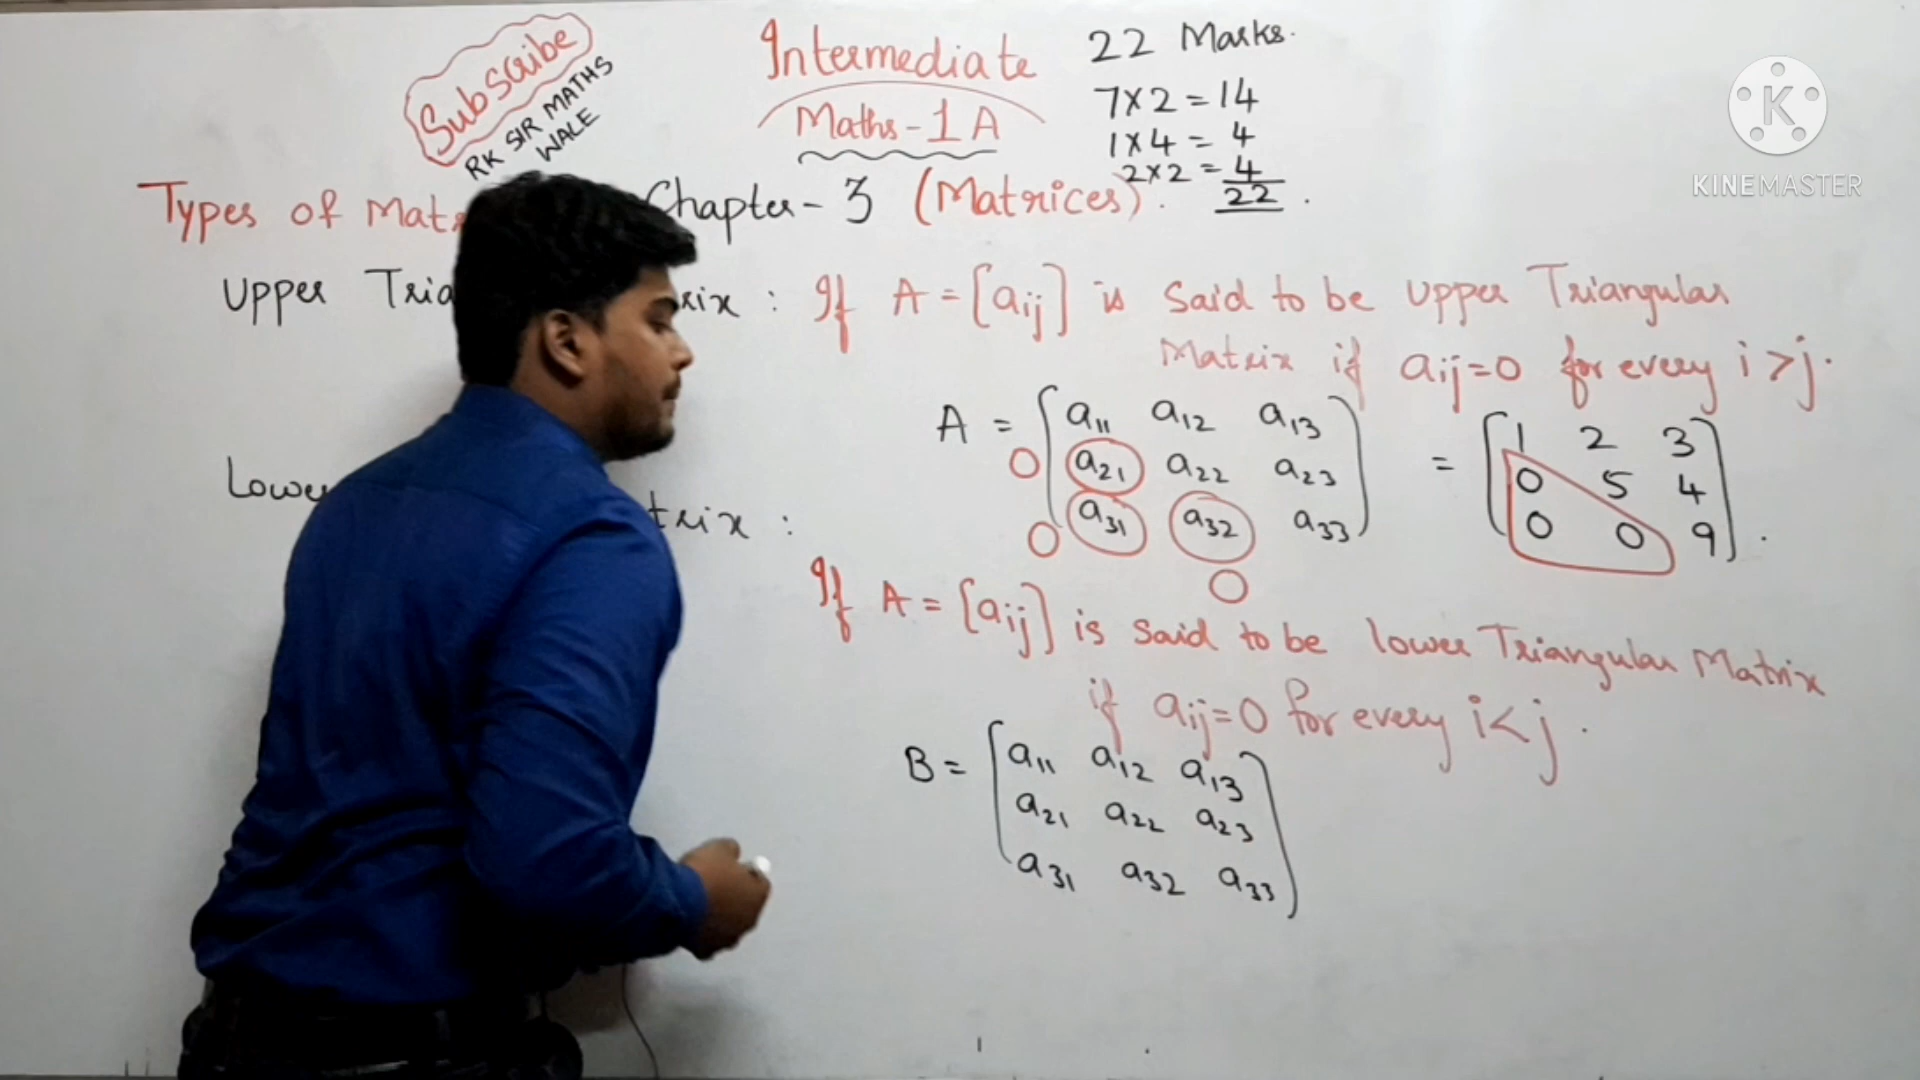 Subscribe
RK SIR MATHS
WALE
Intermediate
Maths-1A
22 Marks.
7×2=14
1×4=4
2×2=4
22.
K
KINEMASTER
Types of Mat
Chapter-3 (Matrices).
Upper Tria rix : If A=[aij] is Said to be Upper Triangular
Matrix if aij=0 for every i>j.
A = [a11 a12 a13
0 a21 a22 a23
0 a31 a32 a33]
0
= [1 2 3
0 5 4
0 0 9].
Lower trix :
If A=[aij] is said to be lower Triangular Matrix
if aij=0 for every i<j.
B= [a11 a12 a13
a21 a22 a23
a31 a32 a33]